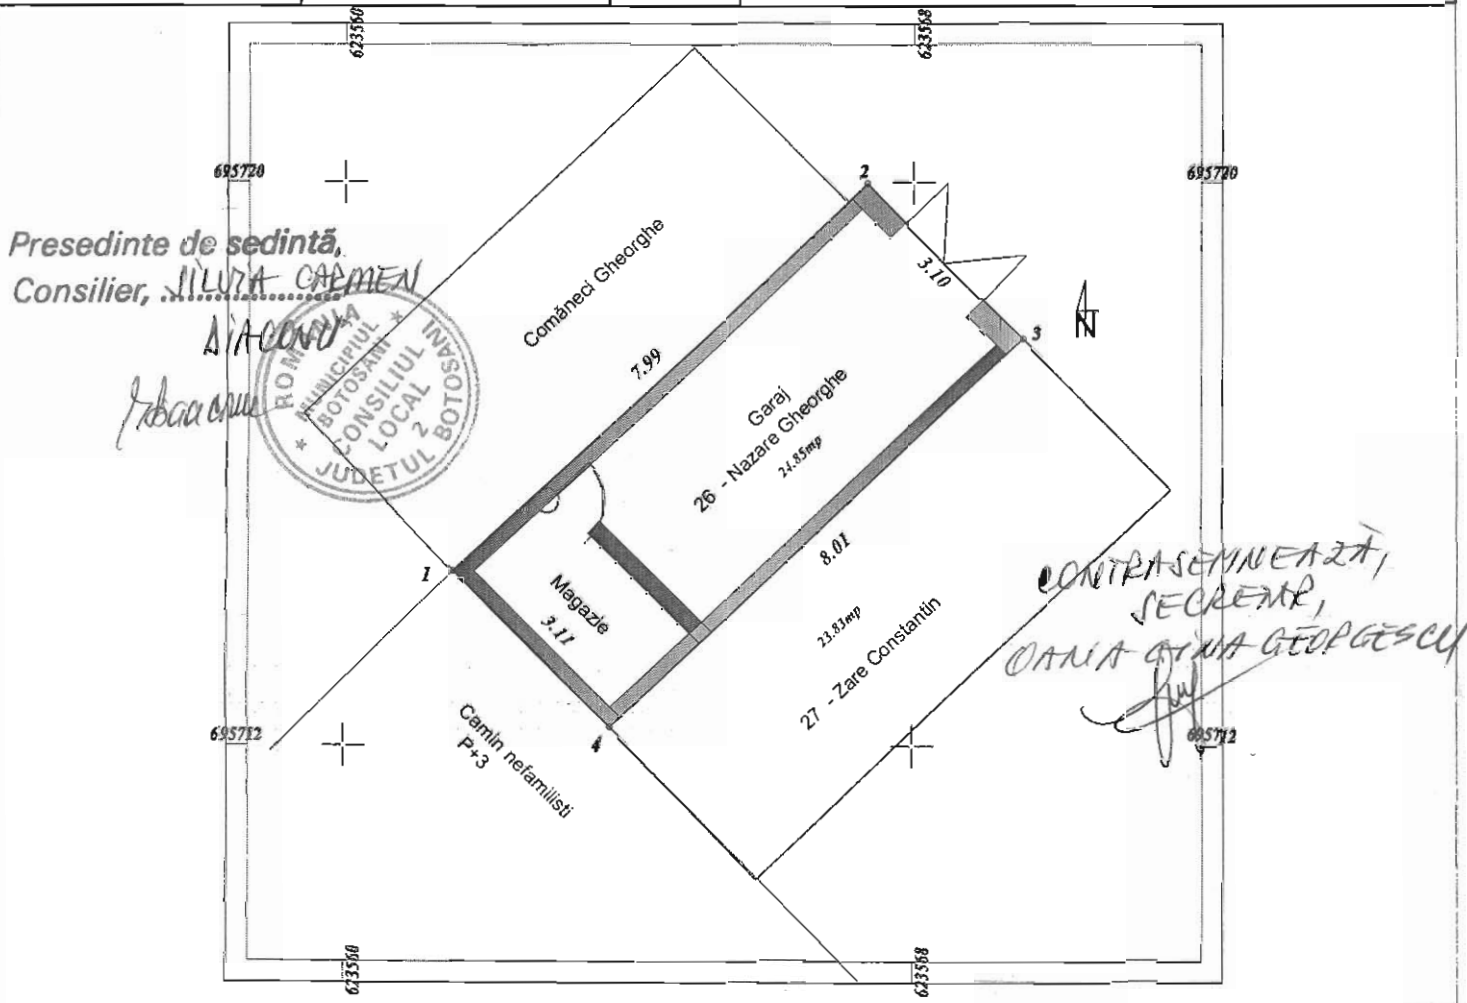 623560
623568
695720
695720
2
Presedinte de sedintă,
Consilier, SILVIA CARMEN
DIACONU
ROMANIA
MUNICIPIUL
BOTOSANI
CONSILIUL
LOCAL
2
JUDETUL BOTOSANI
Comăneci Gheorghe
3.10
N
3
7.99
Garaj
26 - Nazare Gheorghe
24.85mp
8.01
1
Magazie
3.11
23.83mp
27 - Zare Constantin
CONTRASEMNEAZĂ,
SECRETAR,
OANA GINA GEORGESCU
4
Camin nefamilisti
P+3
695712
695712
623560
623568